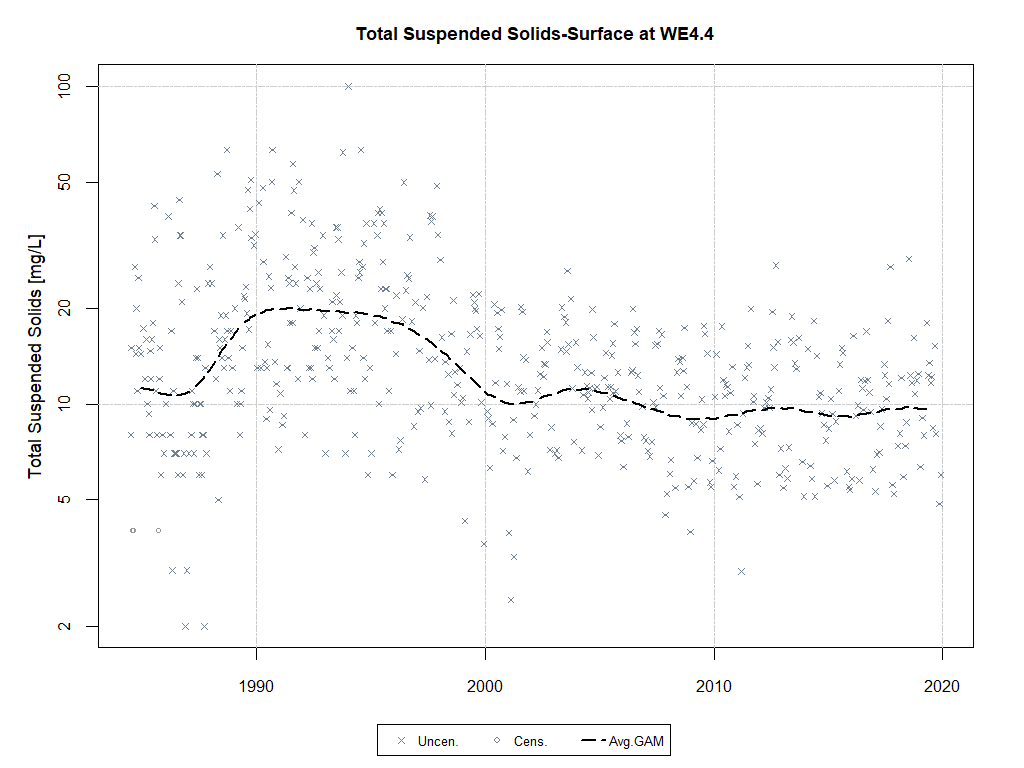 Total Suspended Solids-Surface at WE4.4
Total Suspended Solids [mg/L]
100
50
20
10
5
2
1990
2000
2010
2020
Uncen.
Cens.
Avg.GAM